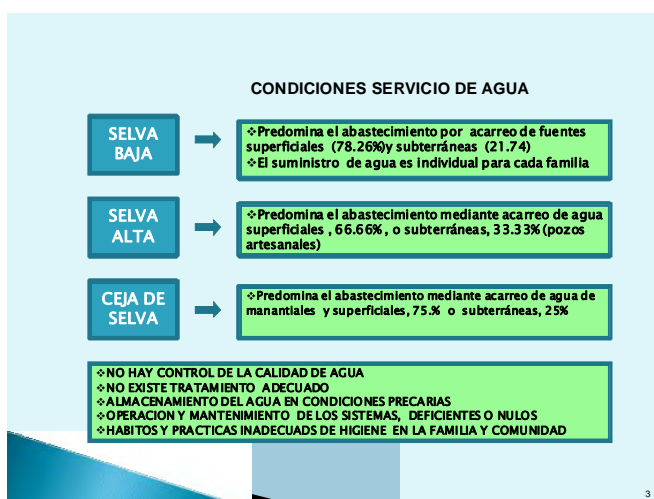 CONDICIONES SERVICIO DE AGUA
SELVA
BAJA
❖Predomina el abastecimiento por acarreo de fuentes
superficiales (78.26%)y subterráneas (21.74)
❖El suministro de agua es individual para cada familia
SELVA
ALTA
❖Predomina el abastecimiento mediante acarreo de agua
superficiales , 66.66% , o subterráneas, 33.33% (pozos
artesanales)
CEJA DE
SELVA
❖Predomina el abastecimiento mediante acarreo de agua de
manantiales y superficiales, 75.% o subterráneas, 25%
❖NO HAY CONTROL DE LA CALIDAD DE AGUA
❖NO EXISTE TRATAMIENTO ADECUADO
❖ALMACENAMIENTO DEL AGUA EN CONDICIONES PRECARIAS
❖OPERACION Y MANTENIMIENTO DE LOS SISTEMAS, DEFICIENTES O NULOS
❖HABITOS Y PRACTICAS INADECUADS DE HIGIENE EN LA FAMILIA Y COMUNIDAD
3